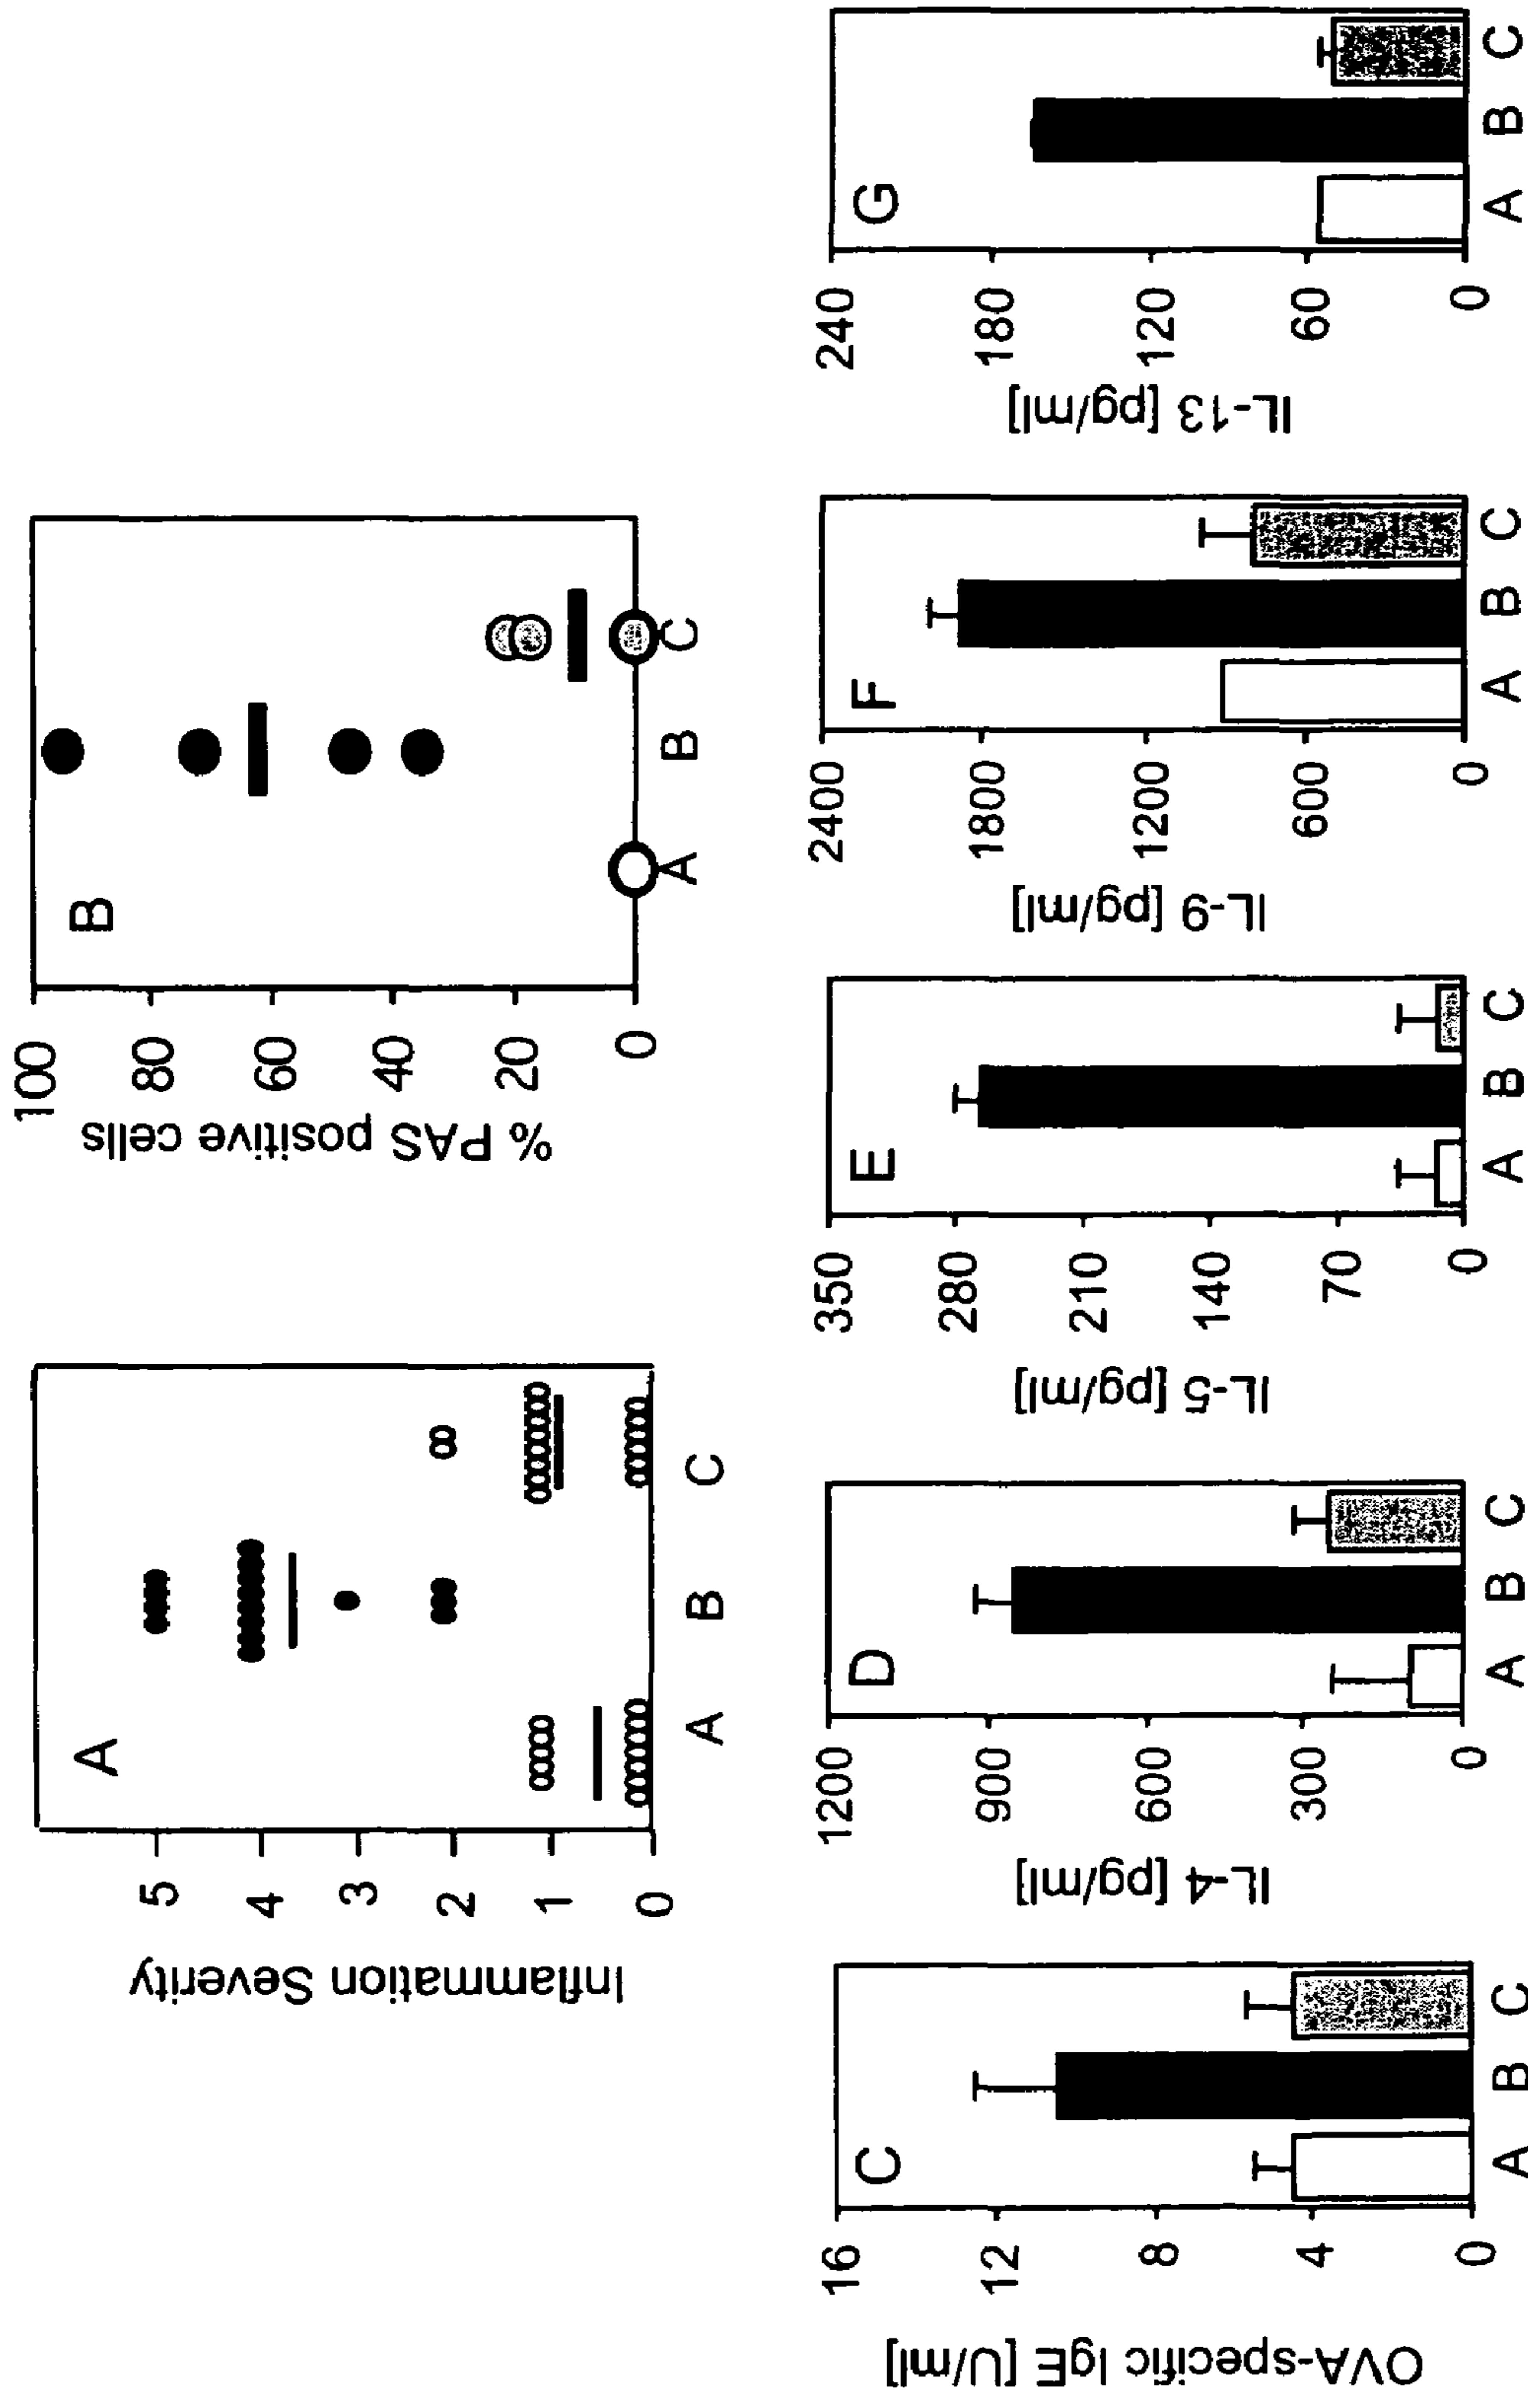 A
Inflammation Severity
5
4
3
2
1
0
A B C
B
% PAS positive cells
100
80
60
40
20
0
A B C
C
OVA-specific IgE [U/ml]
16
12
8
4
0
A B C
D
IL-4 [pg/ml]
1200
900
600
300
0
A B C
E
IL-5 [pg/ml]
350
280
210
140
70
0
A B C
F
IL-9 [pg/ml]
2400
1800
1200
600
0
A B C
G
IL-13 [pg/ml]
240
180
120
60
0
A B C